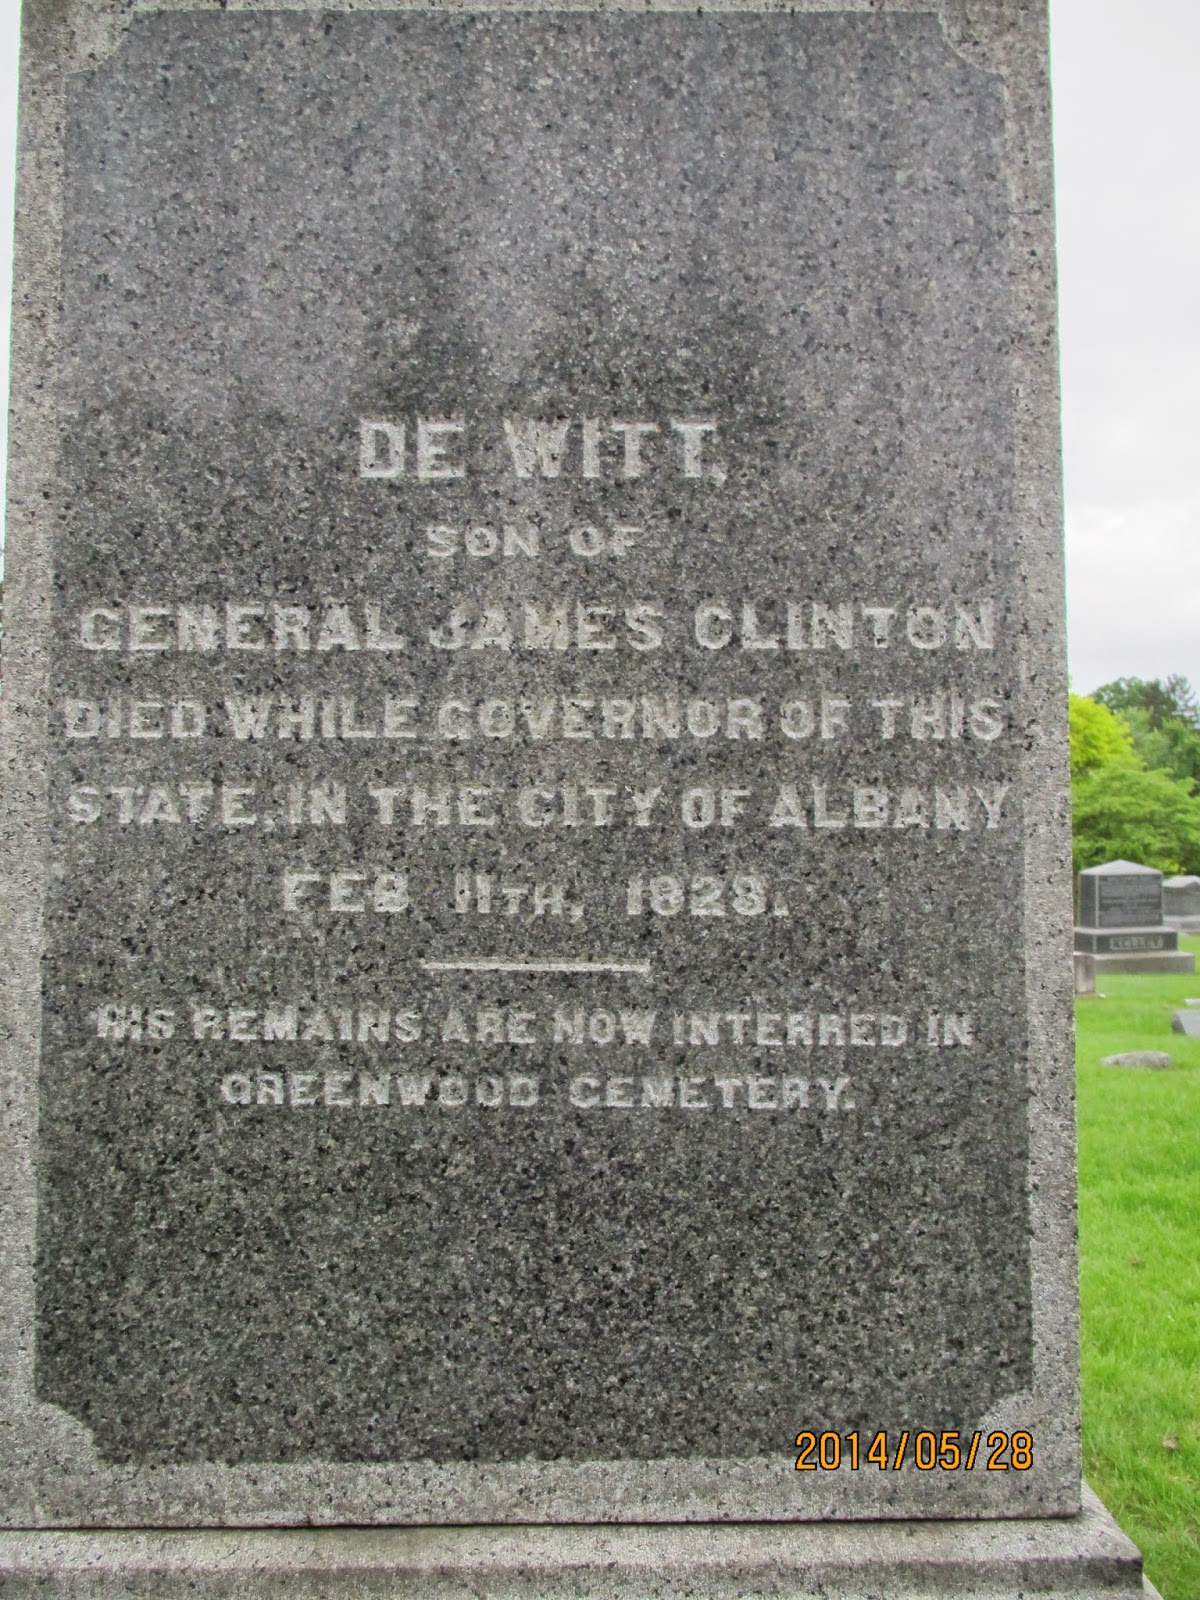 DE WITT,
SON OF
GENERAL JAMES CLINTON
DIED WHILE GOVERNOR OF THIS
STATE, IN THE CITY OF ALBANY
FEB 11TH, 1828.
HIS REMAINS ARE NOW INTERRED IN
GREENWOOD CEMETERY.
KELLEY
2014/05/28